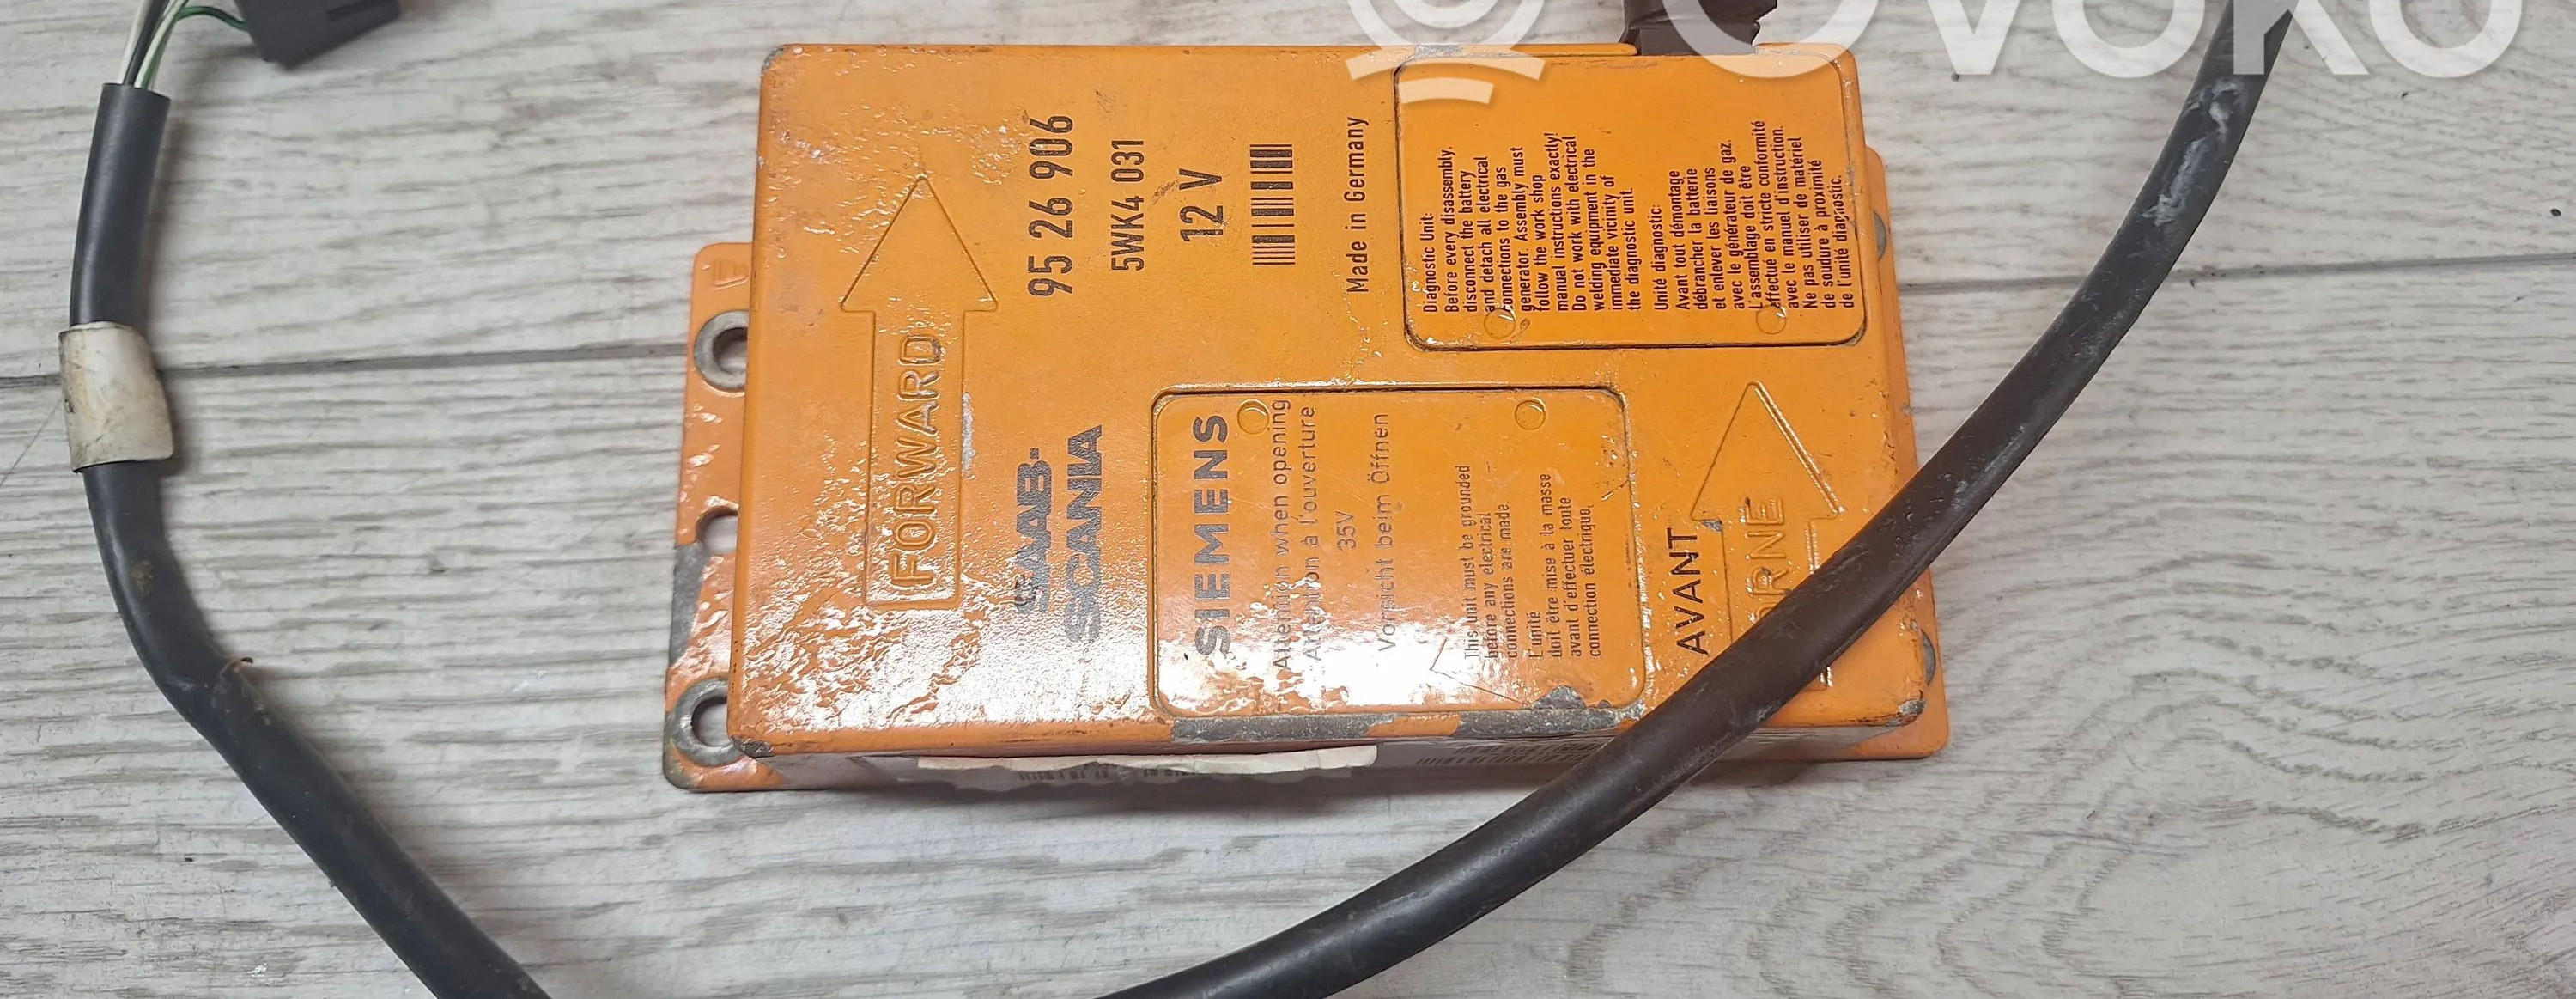 OVOKO
FORWARD
95 26 906
5WK4 031
12 V
Made in Germany
SAAB-
SCANIA
SIEMENS
Attention when opening
Attention à l'ouverture
35V
Vorsicht beim Öffnen
This unit must be grounded
before any electrical
connections are made.
L'unité
doit être mise à la masse
avant d'effectuer toute
connection électrique.
Diagnostic Unit:
Before every disassembly,
disconnect the battery
and detach all electrical
connections to the gas
generator. Assembly must
follow the work shop
manual instructions exactly!
Do not work with electrical
welding equipment in the
immediate vicinity of
the diagnostic unit.
Unité diagnostic:
Avant tout démontage
débrancher la batterie
et enlever les liaisons
avec le générateur de gaz.
L'assemblage doit être
affectué en stricte conformité
avec le manuel d'instruction.
Ne pas utiliser de matériel
de soudure à proximité
de l'unité diagnostic.
AVANT
ORNE